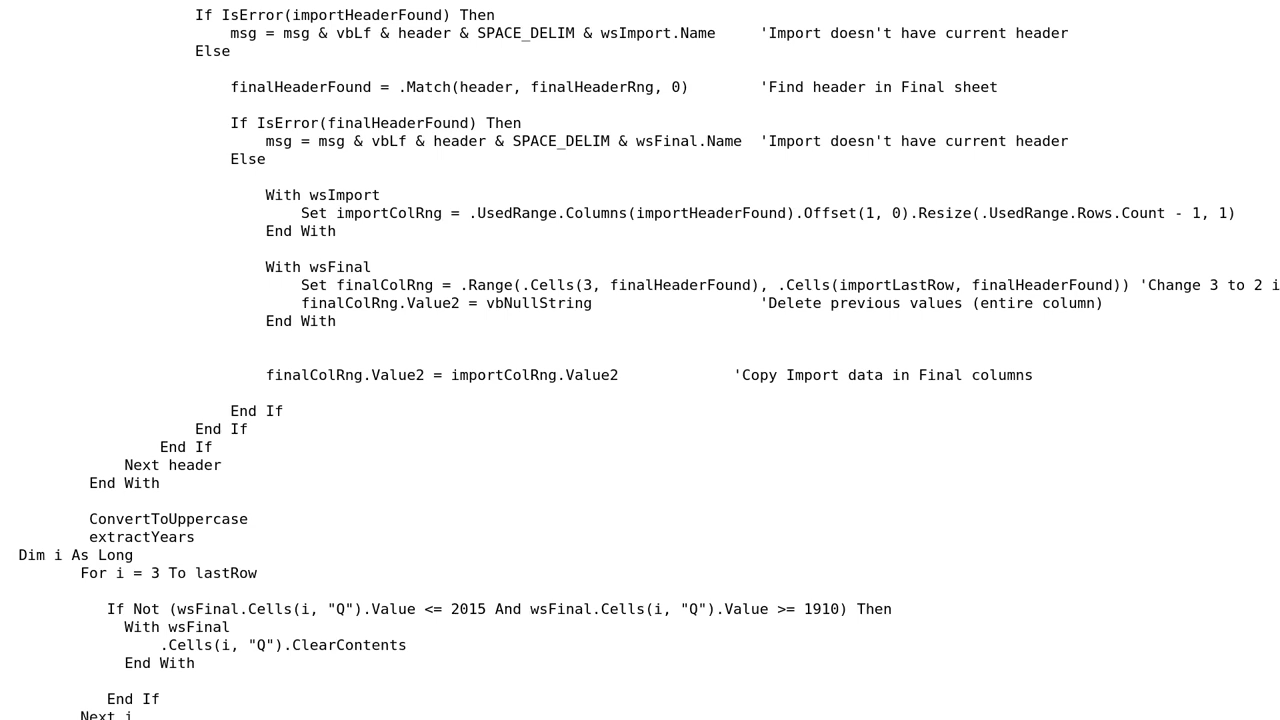 If IsError(importHeaderFound) Then
msg = msg & vbLf & header & SPACE_DELIM & wsImport.Name     'Import doesn't have current header
Else
finalHeaderFound = .Match(header, finalHeaderRng, 0)        'Find header in Final sheet
If IsError(finalHeaderFound) Then
msg = msg & vbLf & header & SPACE_DELIM & wsFinal.Name  'Import doesn't have current header
Else
With wsImport
Set importColRng = .UsedRange.Columns(importHeaderFound).Offset(1, 0).Resize(.UsedRange.Rows.Count - 1, 1)
End With
With wsFinal
Set finalColRng = .Range(.Cells(3, finalHeaderFound), .Cells(importLastRow, finalHeaderFound)) 'Change 3 to 2 i
finalColRng.Value2 = vbNullString                   'Delete previous values (entire column)
End With
finalColRng.Value2 = importColRng.Value2             'Copy Import data in Final columns
End If
End If
End If
Next header
End With
ConvertToUppercase
extractYears
Dim i As Long
For i = 3 To lastRow
If Not (wsFinal.Cells(i, "Q").Value <= 2015 And wsFinal.Cells(i, "Q").Value >= 1910) Then
With wsFinal
.Cells(i, "Q").ClearContents
End With
End If
Next i